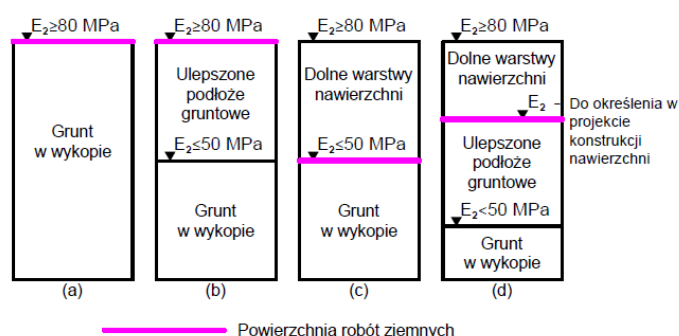 E₂≥80 MPa
Grunt
w wykopie
(a)
E₂≥80 MPa
Ulepszone
podłoże
gruntowe
E₂≤50 MPa
Grunt
w wykopie
(b)
E₂≥80 MPa
Dolne warstwy
nawierzchni
E₂≤50 MPa
Grunt
w wykopie
(c)
E₂≥80 MPa
Dolne warstwy
nawierzchni
E₂ – Do określenia w
projekcie
konstrukcji
nawierzchni
Ulepszone
podłoże
gruntowe
E₂<50 MPa
Grunt
w wykopie
(d)
Powierzchnia robót ziemnych